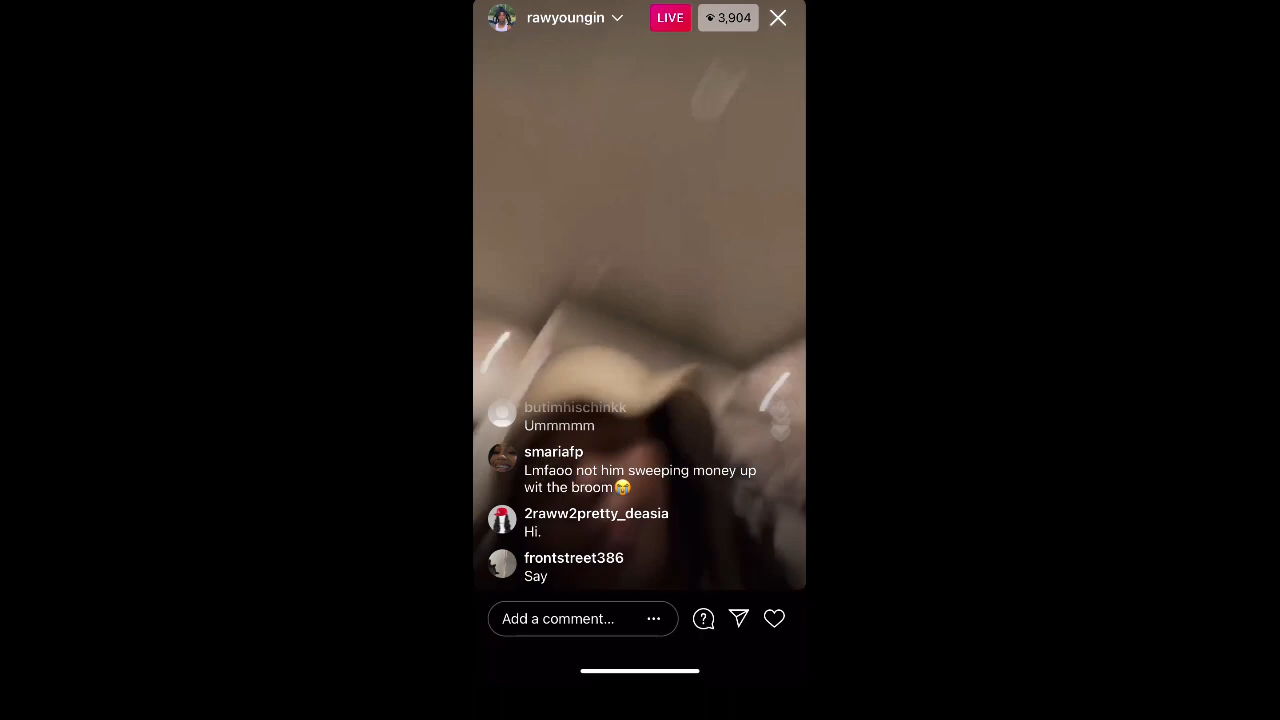 rawyoungin
LIVE
3,904
butimhischinkk
Ummmmm
smariafp
Lmfaoo not him sweeping money up
wit the broom😭
2raww2pretty_deasia
Hi.
frontstreet386
Say
Add a comment...